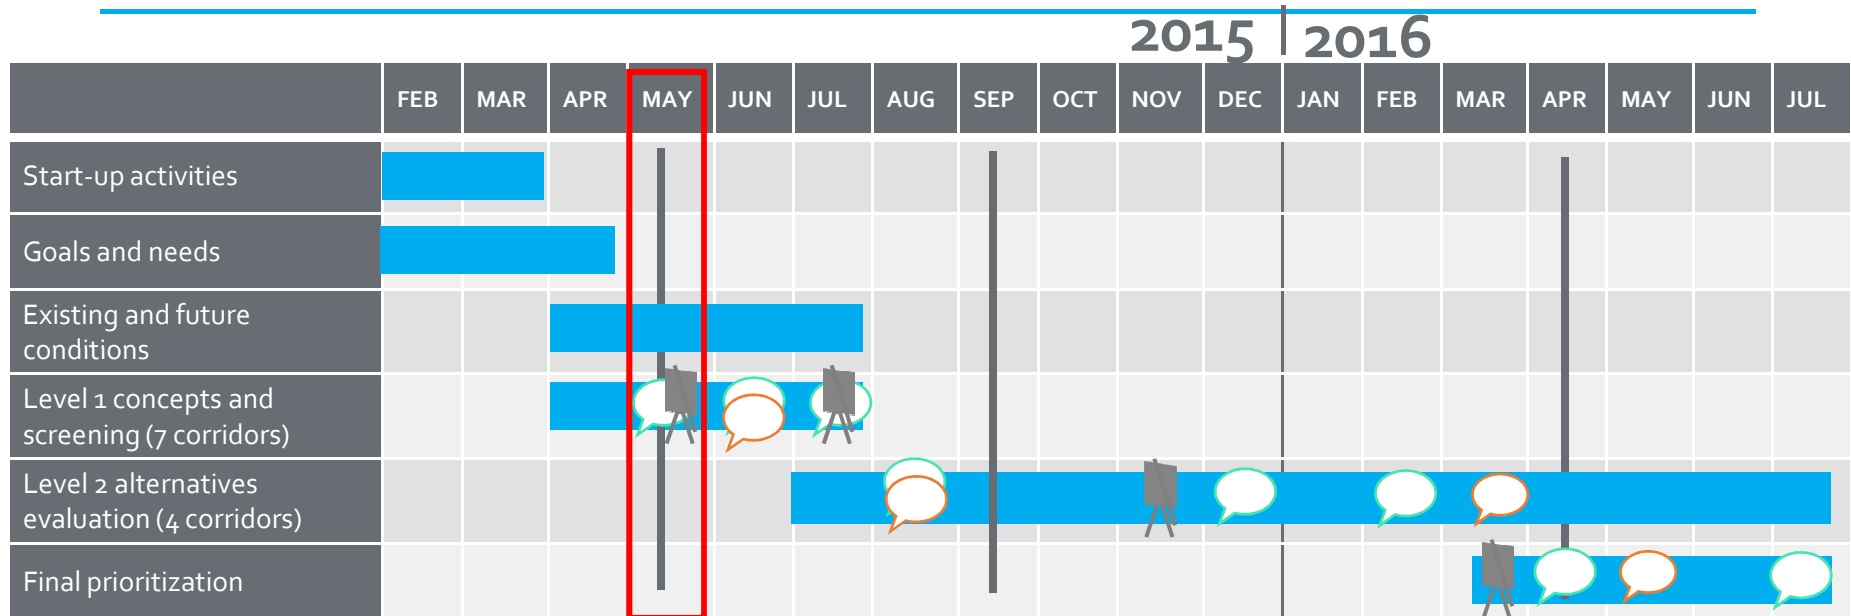 2015 2016
FEB MAR APR MAY JUN JUL AUG SEP OCT NOV DEC JAN FEB MAR APR MAY JUN JUL
Start-up activities
Goals and needs
Existing and future
conditions
Level 1 concepts and
screening (7 corridors)
Level 2 alternatives
evaluation (4 corridors)
Final prioritization